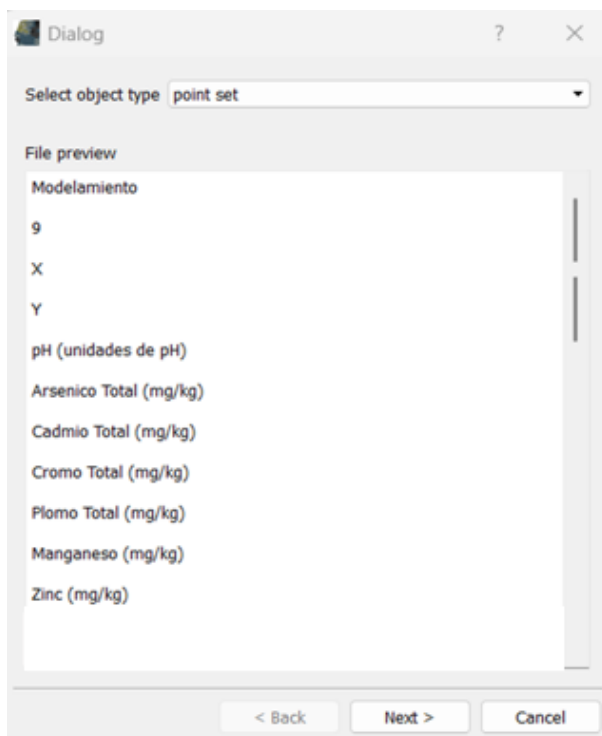 Dialog
?
Select object type point set
File preview
Modelamiento
9
X
Y
pH (unidades de pH)
Arsenico Total (mg/kg)
Cadmio Total (mg/kg)
Cromo Total (mg/kg)
Plomo Total (mg/kg)
Manganeso (mg/kg)
Zinc (mg/kg)
< Back Next > Cancel